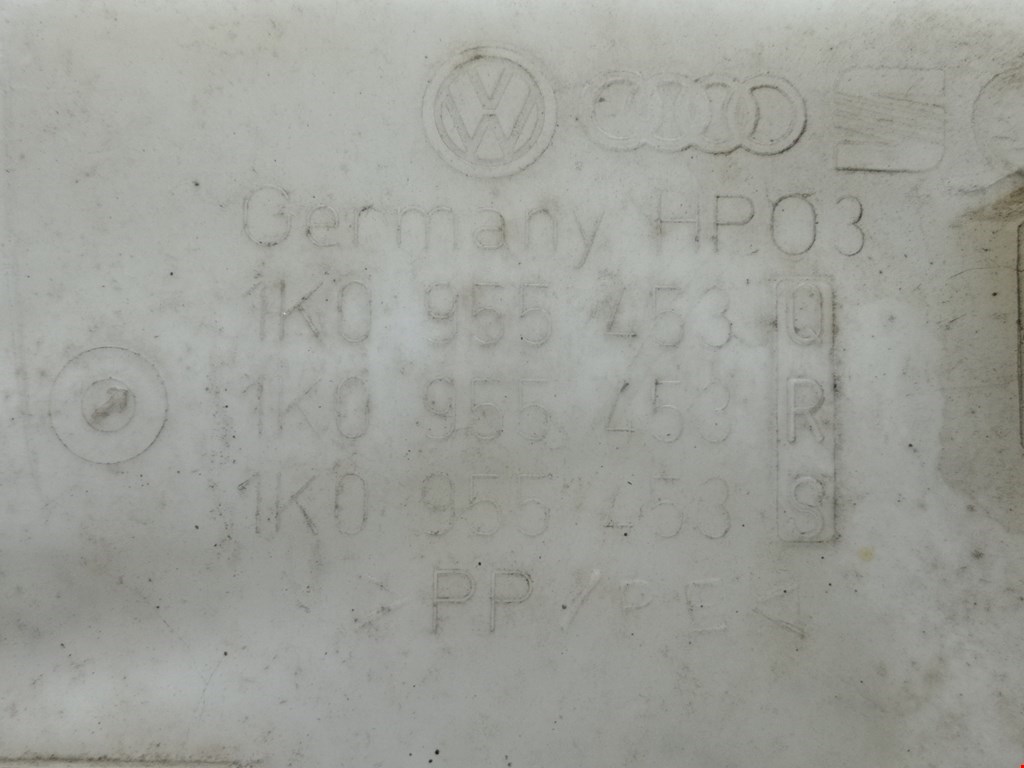 Germany HP03
1K0 955 453 Q
1K0 955 453 R
1K0 955 453 S
>PP/PE<